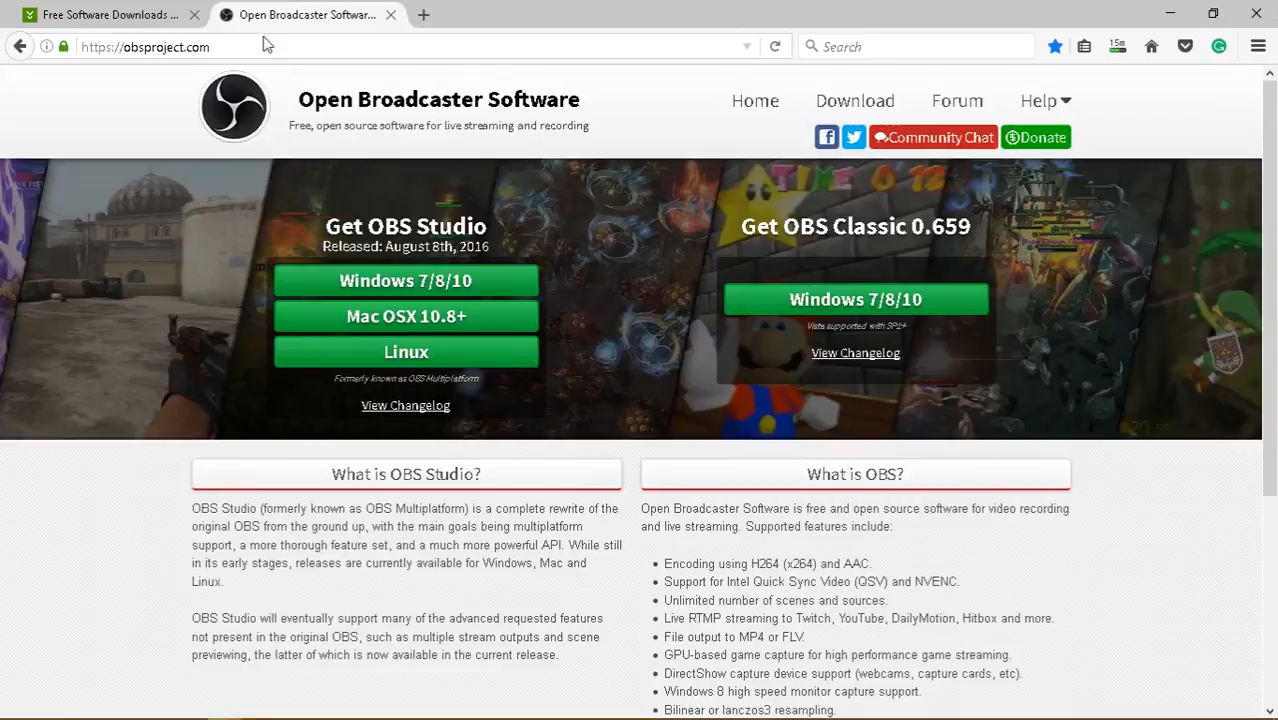 Free Software Downloads ...
Open Broadcaster Softwar...
https://obsproject.com
Search
15m
Open Broadcaster Software
Free, open source software for live streaming and recording
Home
Download
Forum
Help
Community Chat
Donate
TIME 0 12
Get OBS Studio
Released: August 8th, 2016
Windows 7/8/10
Mac OSX 10.8+
Linux
Formerly known as OBS Multiplatform
View Changelog
Get OBS Classic 0.659
Windows 7/8/10
Vista supported with SP2+
View Changelog
What is OBS Studio?
OBS Studio (formerly known as OBS Multiplatform) is a complete rewrite of the
original OBS from the ground up, with the main goals being multiplatform
support, a more thorough feature set, and a much more powerful API. While still
in its early stages, releases are currently available for Windows, Mac and
Linux.
OBS Studio will eventually support many of the advanced requested features
not present in the original OBS, such as multiple stream outputs and scene
previewing, the latter of which is now available in the current release.
What is OBS?
Open Broadcaster Software is free and open source software for video recording
and live streaming. Supported features include:
Encoding using H264 (x264) and AAC.
Support for Intel Quick Sync Video (QSV) and NVENC.
Unlimited number of scenes and sources.
Live RTMP streaming to Twitch, YouTube, DailyMotion, Hitbox and more.
File output to MP4 or FLV.
GPU-based game capture for high performance game streaming.
DirectShow capture device support (webcams, capture cards, etc).
Windows 8 high speed monitor capture support.
Bilinear or lanczos3 resampling.